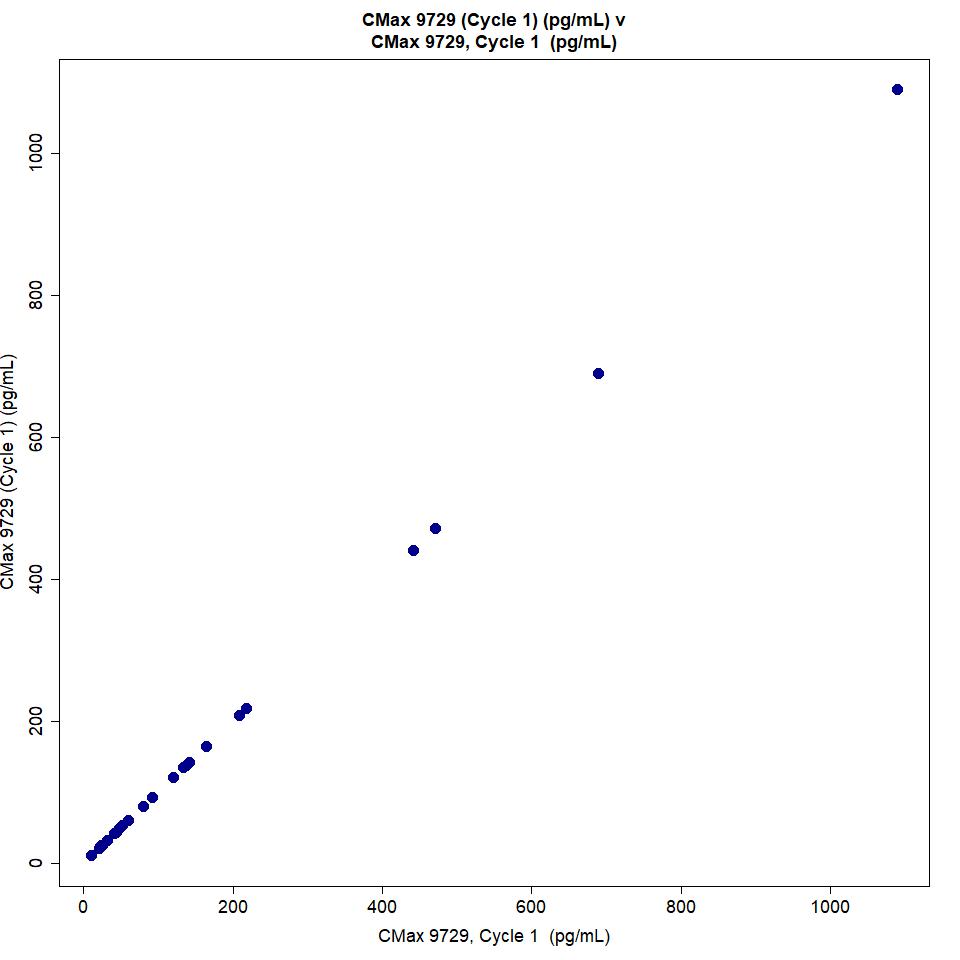 CMax 9729 (Cycle 1) (pg/mL) v
CMax 9729, Cycle 1  (pg/mL)
CMax 9729 (Cycle 1) (pg/mL)
1000
800
600
400
200
0
0 200 400 600 800 1000
CMax 9729, Cycle 1  (pg/mL)